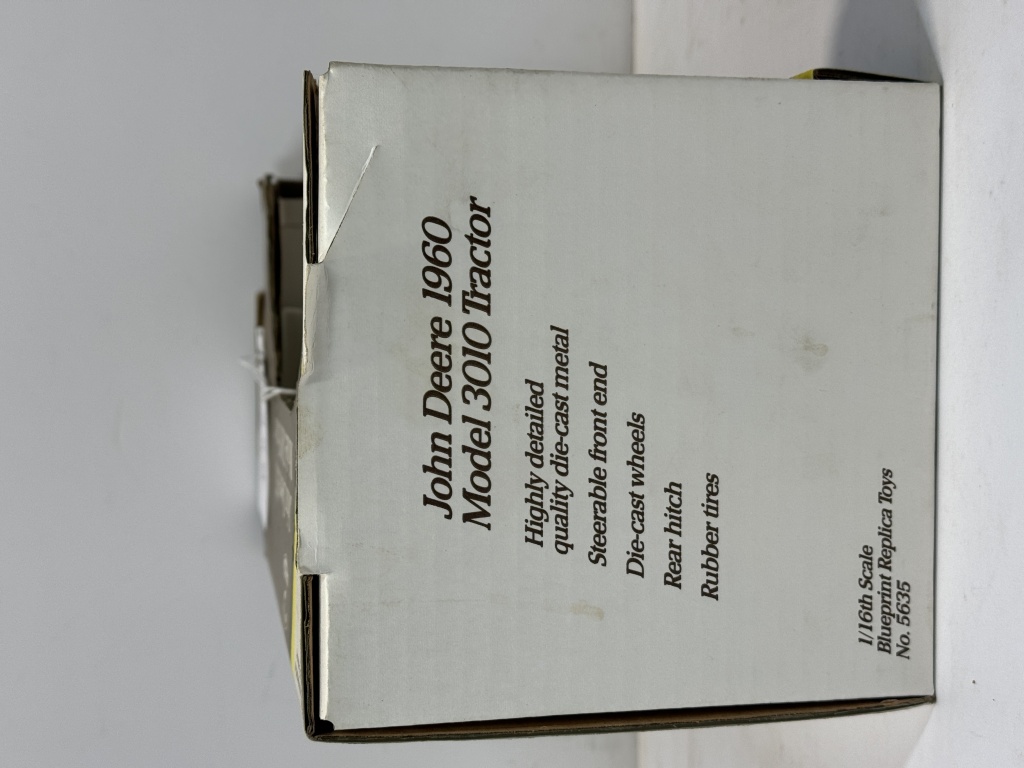 John Deere 1960
Model 3010 Tractor
Highly detailed
quality die-cast metal
Steerable front end
Die-cast wheels
Rear hitch
Rubber tires
1/16th Scale
Blueprint Replica Toys
No. 5635